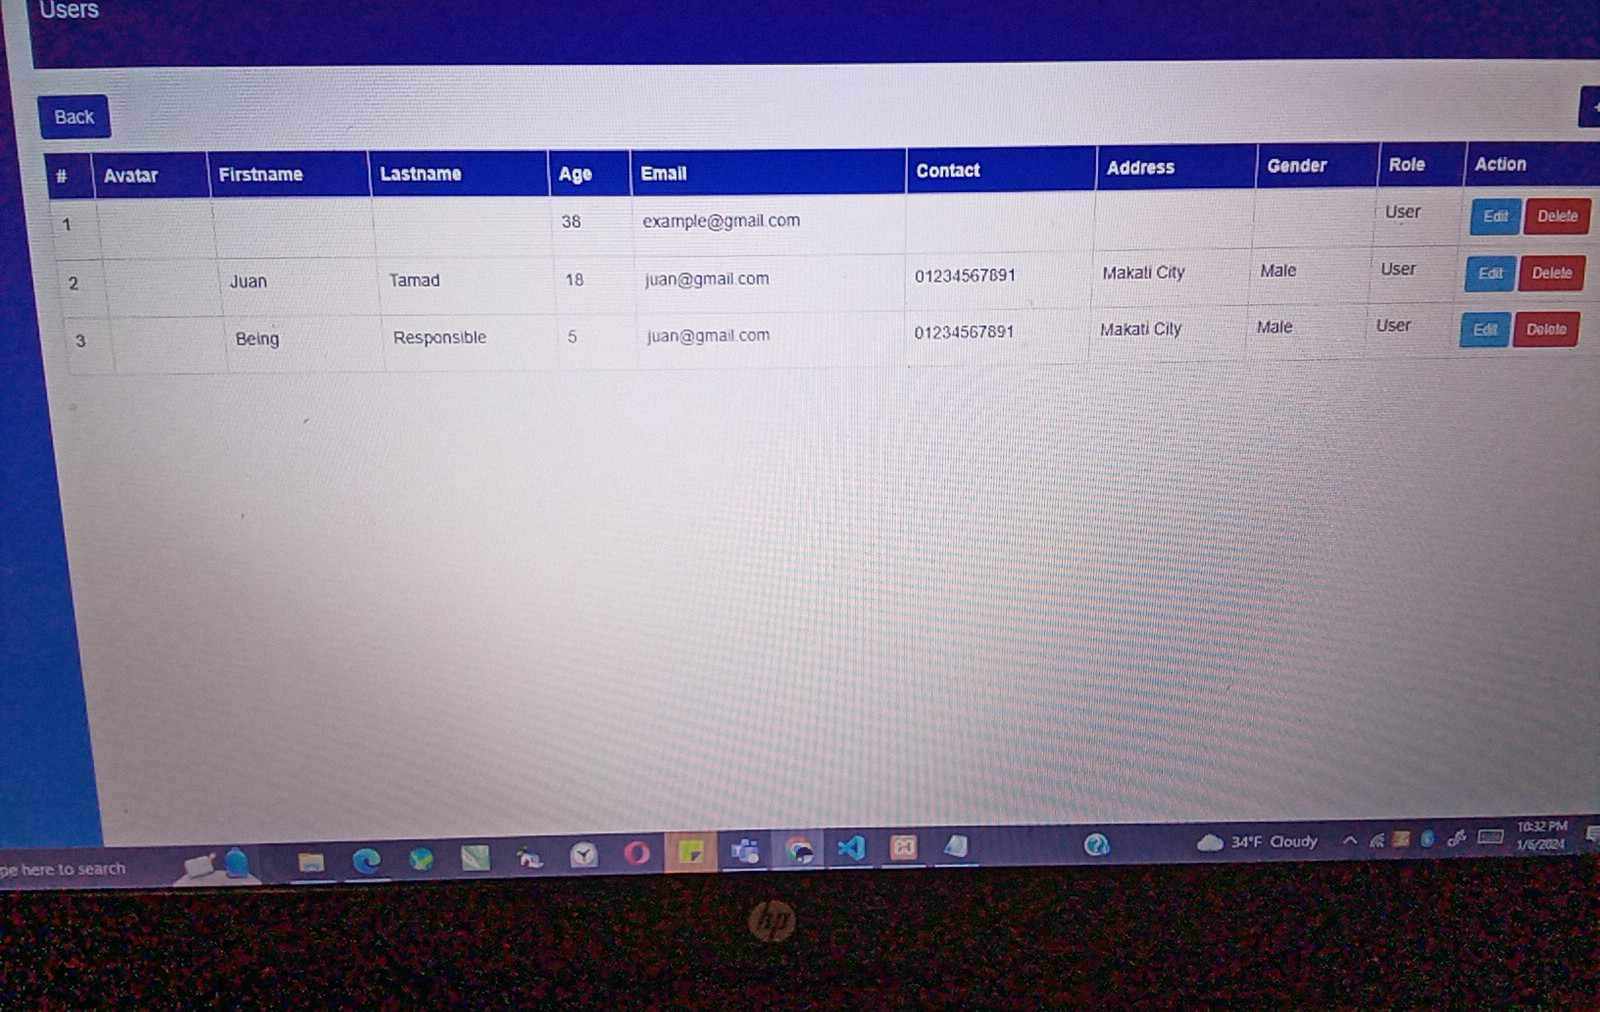 Users
Back
# Avatar Firstname Lastname Age Email Contact Address Gender Role Action
1 38 example@gmail.com User Edit Delete
2 Juan Tamad 18 juan@gmail.com 01234567891 Makati City Male User Edit Delete
3 Being Responsible 5 juan@gmail.com 01234567891 Makati City Male User Edit Delete
pe here to search
34°F Cloudy
10:32 PM
1/6/2024
hp